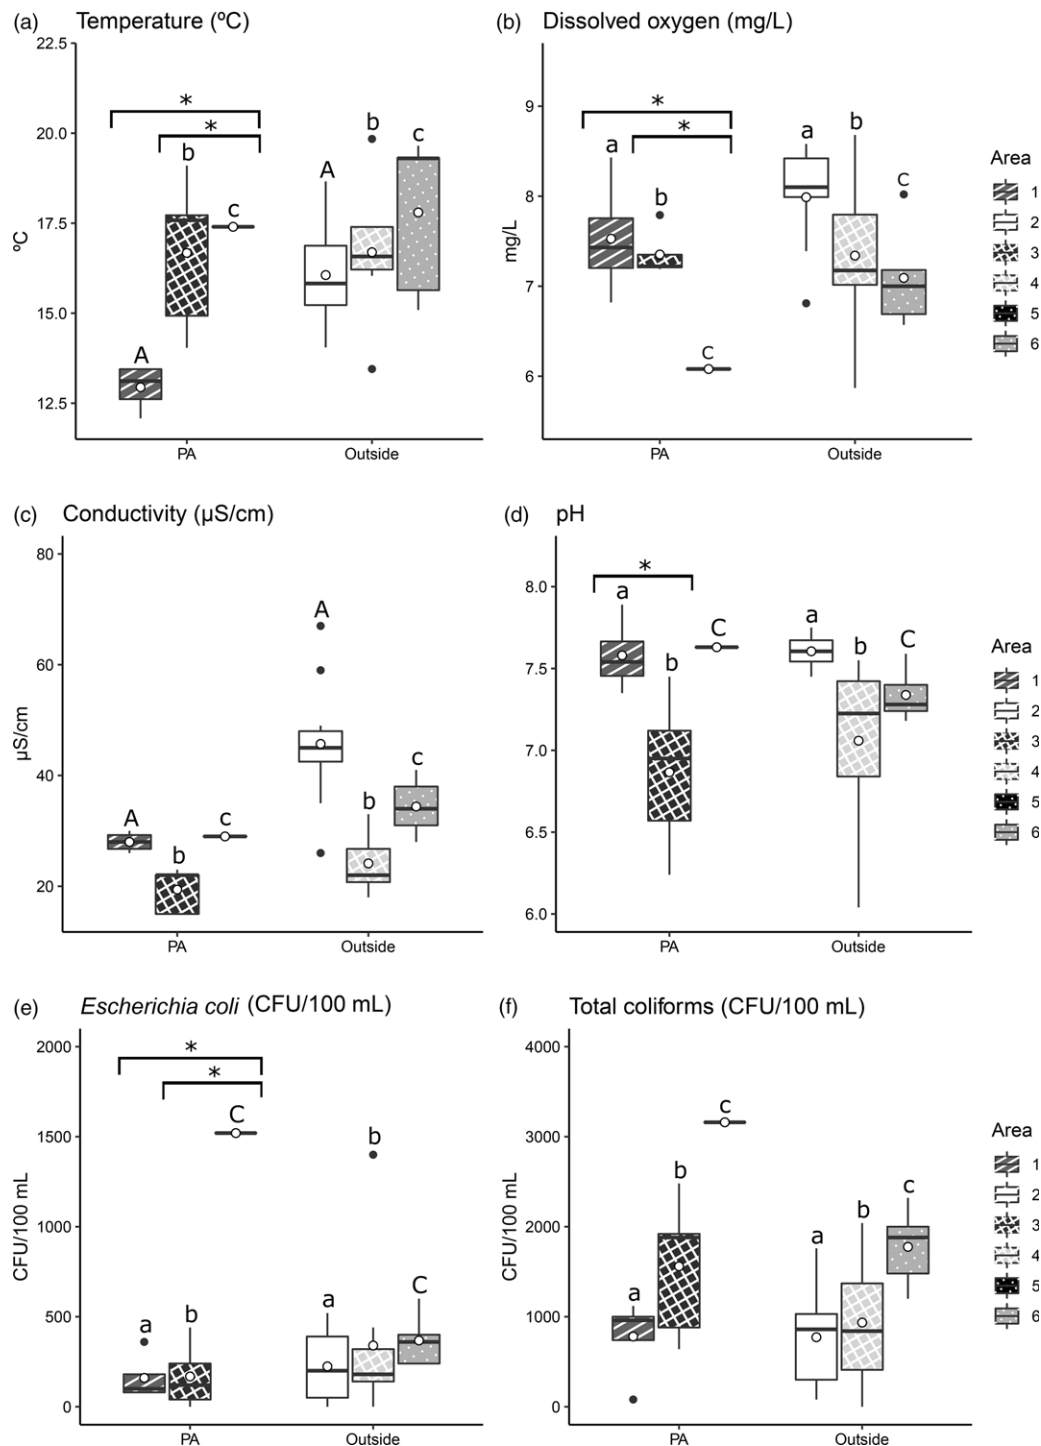 (a) Temperature (ºC)
22.5
20.0
17.5
15.0
12.5
ºC
*
*
A
b
c
A
b
c
PA
Outside
(b) Dissolved oxygen (mg/L)
9
8
7
6
mg/L
*
*
a
b
c
a
b
c
PA
Outside
Area
1
2
3
4
5
6
(c) Conductivity (µS/cm)
80
60
40
20
µS/cm
A
b
c
A
b
c
PA
Outside
(d) pH
8.0
7.5
7.0
6.5
6.0
*
a
b
C
a
b
C
PA
Outside
Area
1
2
3
4
5
6
(e) Escherichia coli (CFU/100 mL)
2000
1500
1000
500
0
CFU/100 mL
*
*
a
b
C
a
b
C
PA
Outside
(f) Total coliforms (CFU/100 mL)
4000
3000
2000
1000
0
CFU/100 mL
a
b
c
a
b
c
PA
Outside
Area
1
2
3
4
5
6